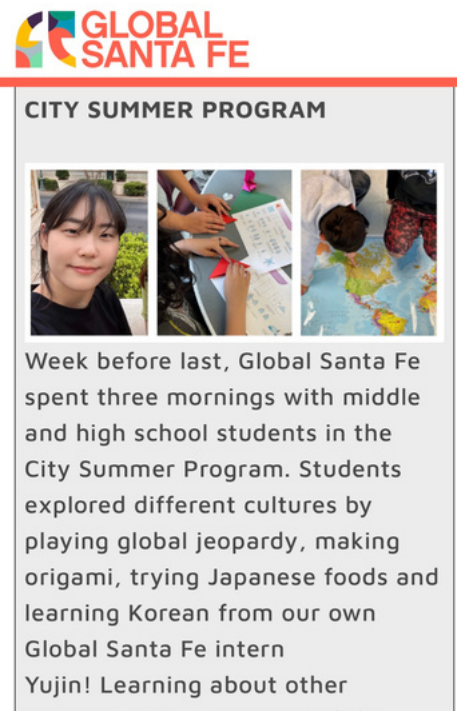 GLOBAL
SANTA FE
CITY SUMMER PROGRAM
Week before last, Global Santa Fe
spent three mornings with middle
and high school students in the
City Summer Program. Students
explored different cultures by
playing global jeopardy, making
origami, trying Japanese foods and
learning Korean from our own
Global Santa Fe intern
Yujin! Learning about other